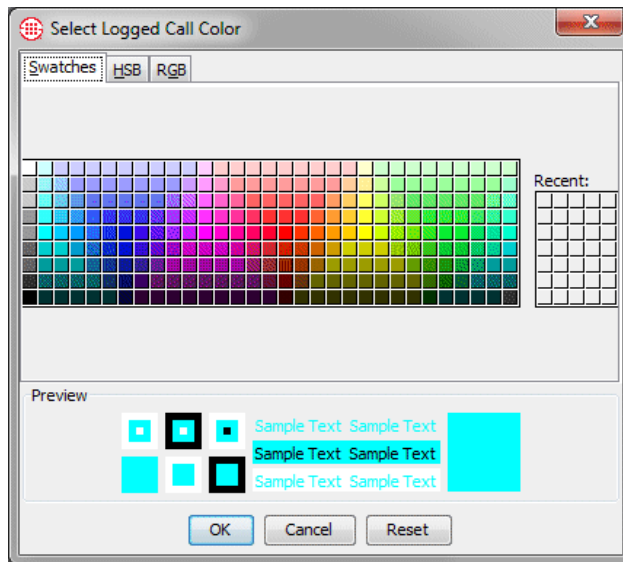 Select Logged Call Color
Swatches HSB RGB
Recent:
Preview
Sample Text Sample Text
Sample Text Sample Text
Sample Text Sample Text
OK Cancel Reset